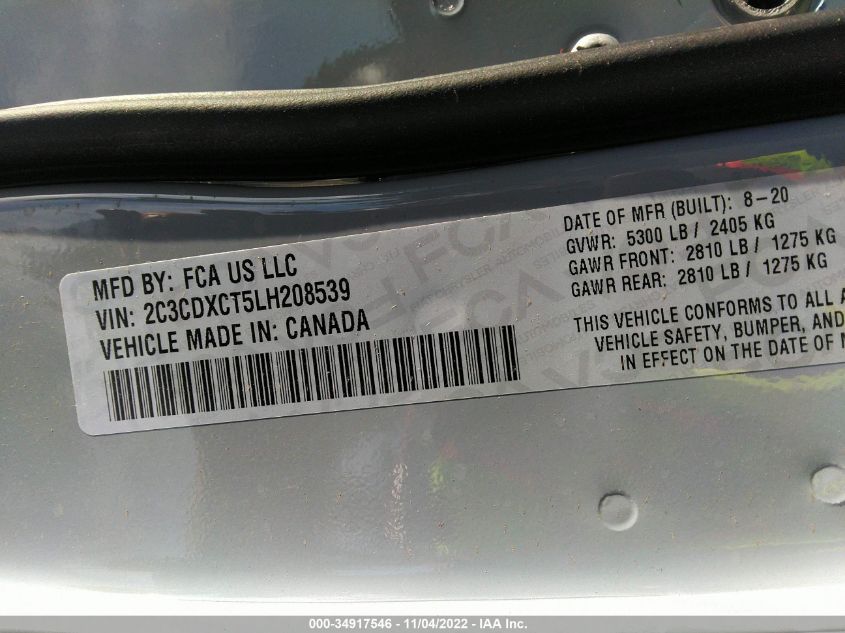 MFD BY: FCA US LLC
VIN: 2C3CDXCT5LH208539
VEHICLE MADE IN: CANADA
DATE OF MFR (BUILT): 8-20
GVWR: 5300 LB / 2405 KG
GAWR FRONT: 2810 LB / 1275 KG
GAWR REAR: 2810 LB / 1275 KG
THIS VEHICLE CONFORMS TO ALL A
VEHICLE SAFETY, BUMPER, AND
IN EFFECT ON THE DATE OF M
000-34917546 - 11/04/2022 - IAA Inc.